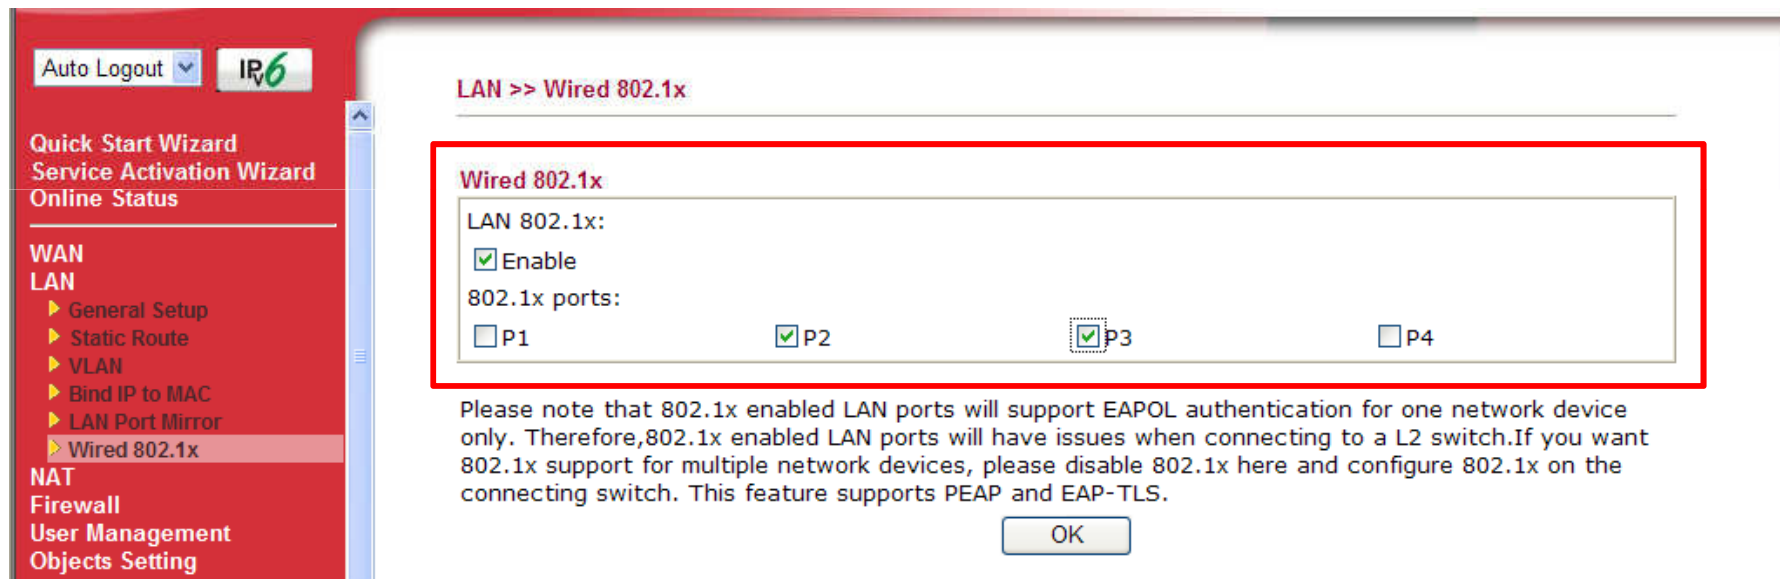 Auto Logout IPv6
Quick Start Wizard
Service Activation Wizard
Online Status
WAN
LAN
General Setup
Static Route
VLAN
Bind IP to MAC
LAN Port Mirror
Wired 802.1x
NAT
Firewall
User Management
Objects Setting
LAN >> Wired 802.1x
Wired 802.1x
LAN 802.1x:
Enable
802.1x ports:
P1 P2 P3 P4
Please note that 802.1x enabled LAN ports will support EAPOL authentication for one network device
only. Therefore,802.1x enabled LAN ports will have issues when connecting to a L2 switch.If you want
802.1x support for multiple network devices, please disable 802.1x here and configure 802.1x on the
connecting switch. This feature supports PEAP and EAP-TLS.
OK